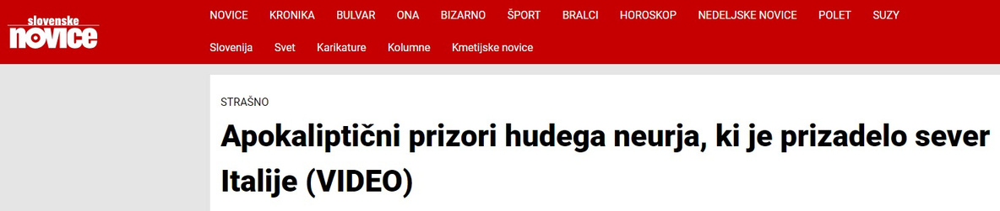 slovenske
novice
NOVICE KRONIKA BULVAR ONA BIZARNO ŠPORT BRALCI HOROSKOP NEDELJSKE NOVICE POLET SUZY
Slovenija Svet Karikature Kolumne Kmetijske novice
STRAŠNO
Apokaliptični prizori hudega neurja, ki je prizadelo sever
Italije (VIDEO)